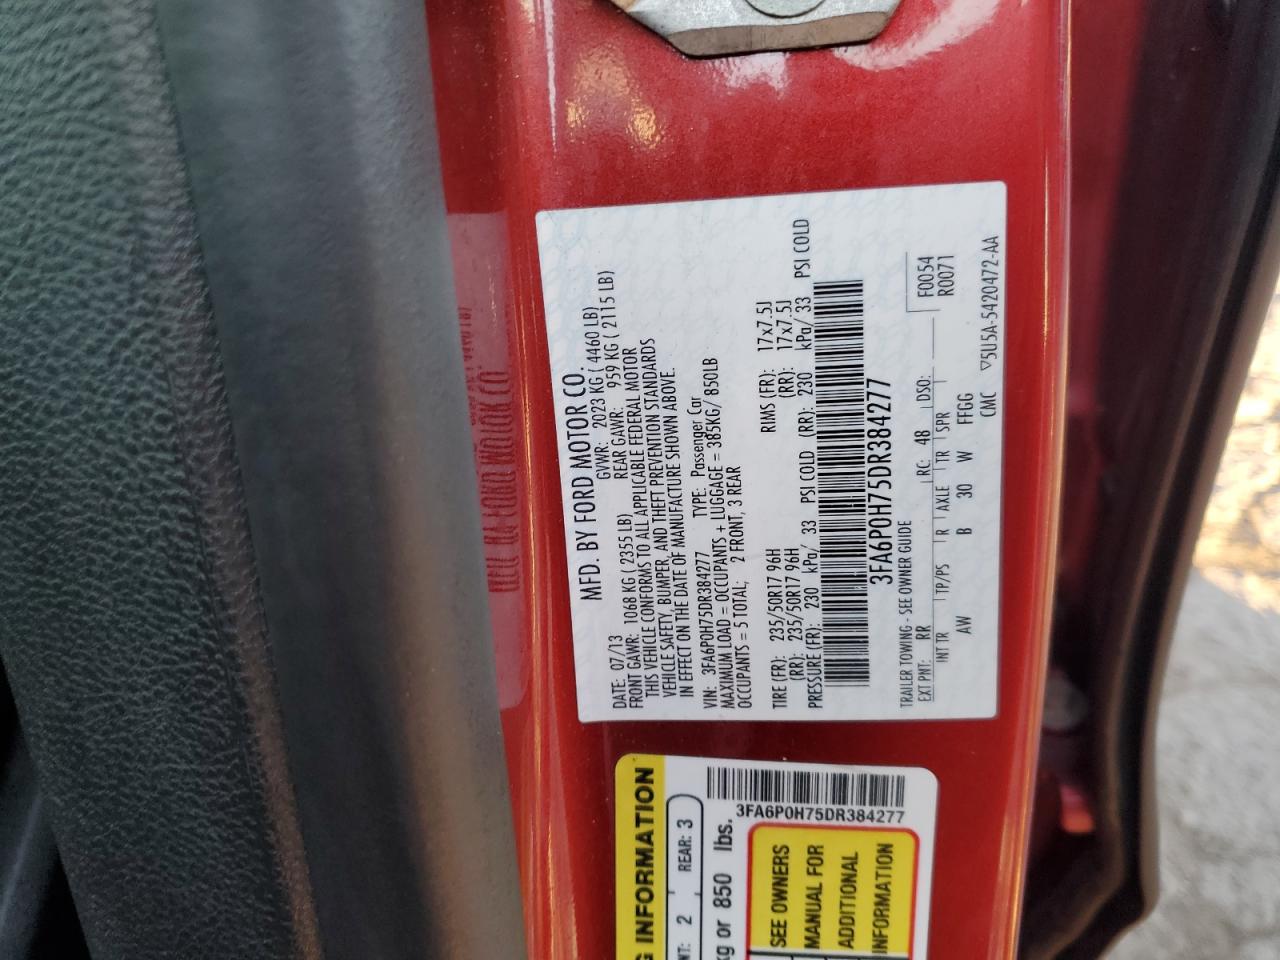 MFD. BY FORD MOTOR CO.
DATE: 07/13 GVWR: 2023 KG ( 4460 LB)
FRONT GAWR: 1068 KG ( 2355 LB) REAR GAWR: 959 KG ( 2115 LB)
THIS VEHICLE CONFORMS TO ALL APPLICABLE FEDERAL MOTOR
VEHICLE SAFETY, BUMPER, AND THEFT PREVENTION STANDARDS
IN EFFECT ON THE DATE OF MANUFACTURE SHOWN ABOVE.
VIN: 3FA6P0H75DR384277 TYPE: Passenger Car
MAXIMUM LOAD = OCCUPANTS + LUGGAGE = 385KG/ 850LB
OCCUPANTS = 5 TOTAL; 2 FRONT, 3 REAR
TIRE (FR): 235/50R17 96H RIMS (FR): 17x7.5J
(RR): 235/50R17 96H (RR): 17x7.5J
PRESSURE (FR): 230 kPa/ 33 PSI COLD (RR): 230 kPa/ 33 PSI COLD
3FA6P0H75DR384277
TRAILER TOWING - SEE OWNER GUIDE
F0054
R0071
EXT PNT: RR RC: 48 DSO:
INT TR TP/PS R AXLE TR SPR
AW B 30 W FFGG
CMC ▽5U5A-5420472-AA
G INFORMATION
NT: 2 REAR: 3
kg or 850 lbs.
3FA6P0H75DR384277
SEE OWNERS
MANUAL FOR
ADDITIONAL
INFORMATION